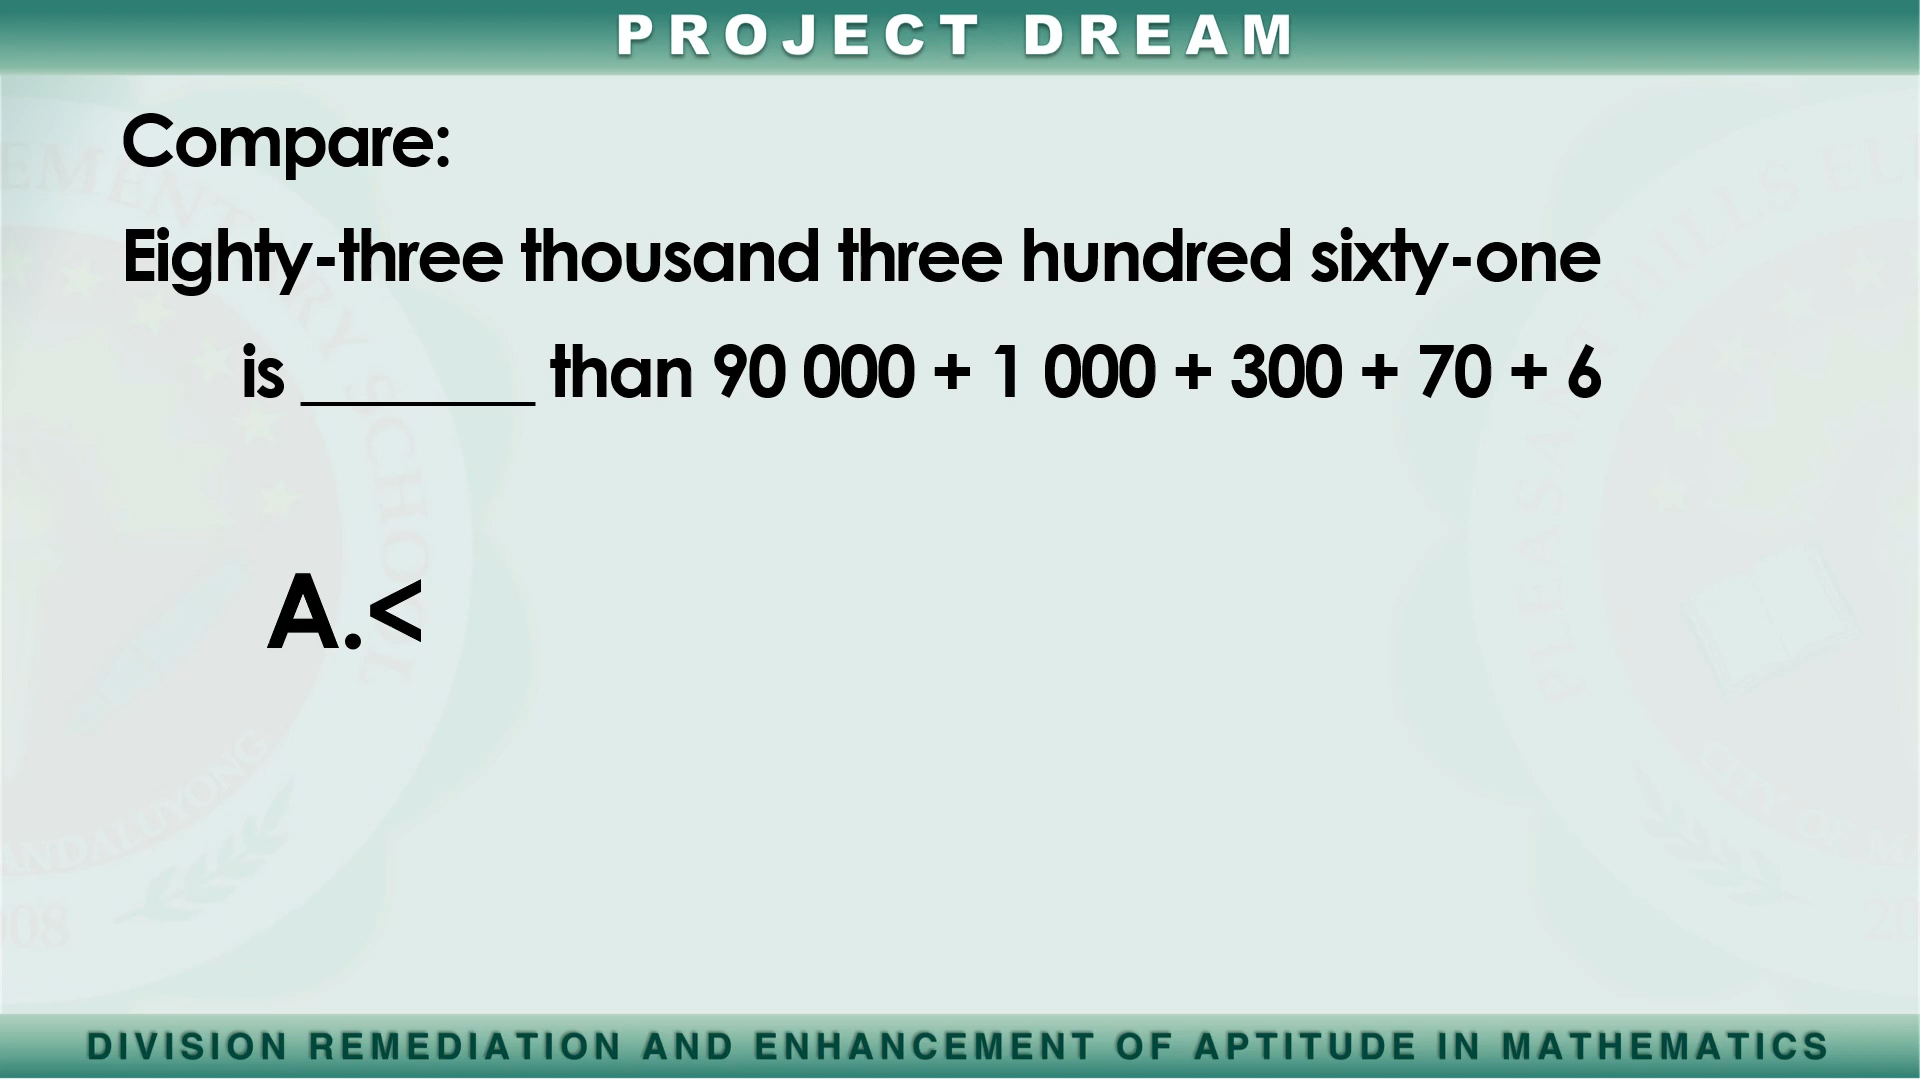 PROJECT DREAM
Compare:
Eighty-three thousand three hundred sixty-one
is _______ than 90 000 + 1 000 + 300 + 70 + 6
A.<
DIVISION REMEDIATION AND ENHANCEMENT OF APTITUDE IN MATHEMATICS